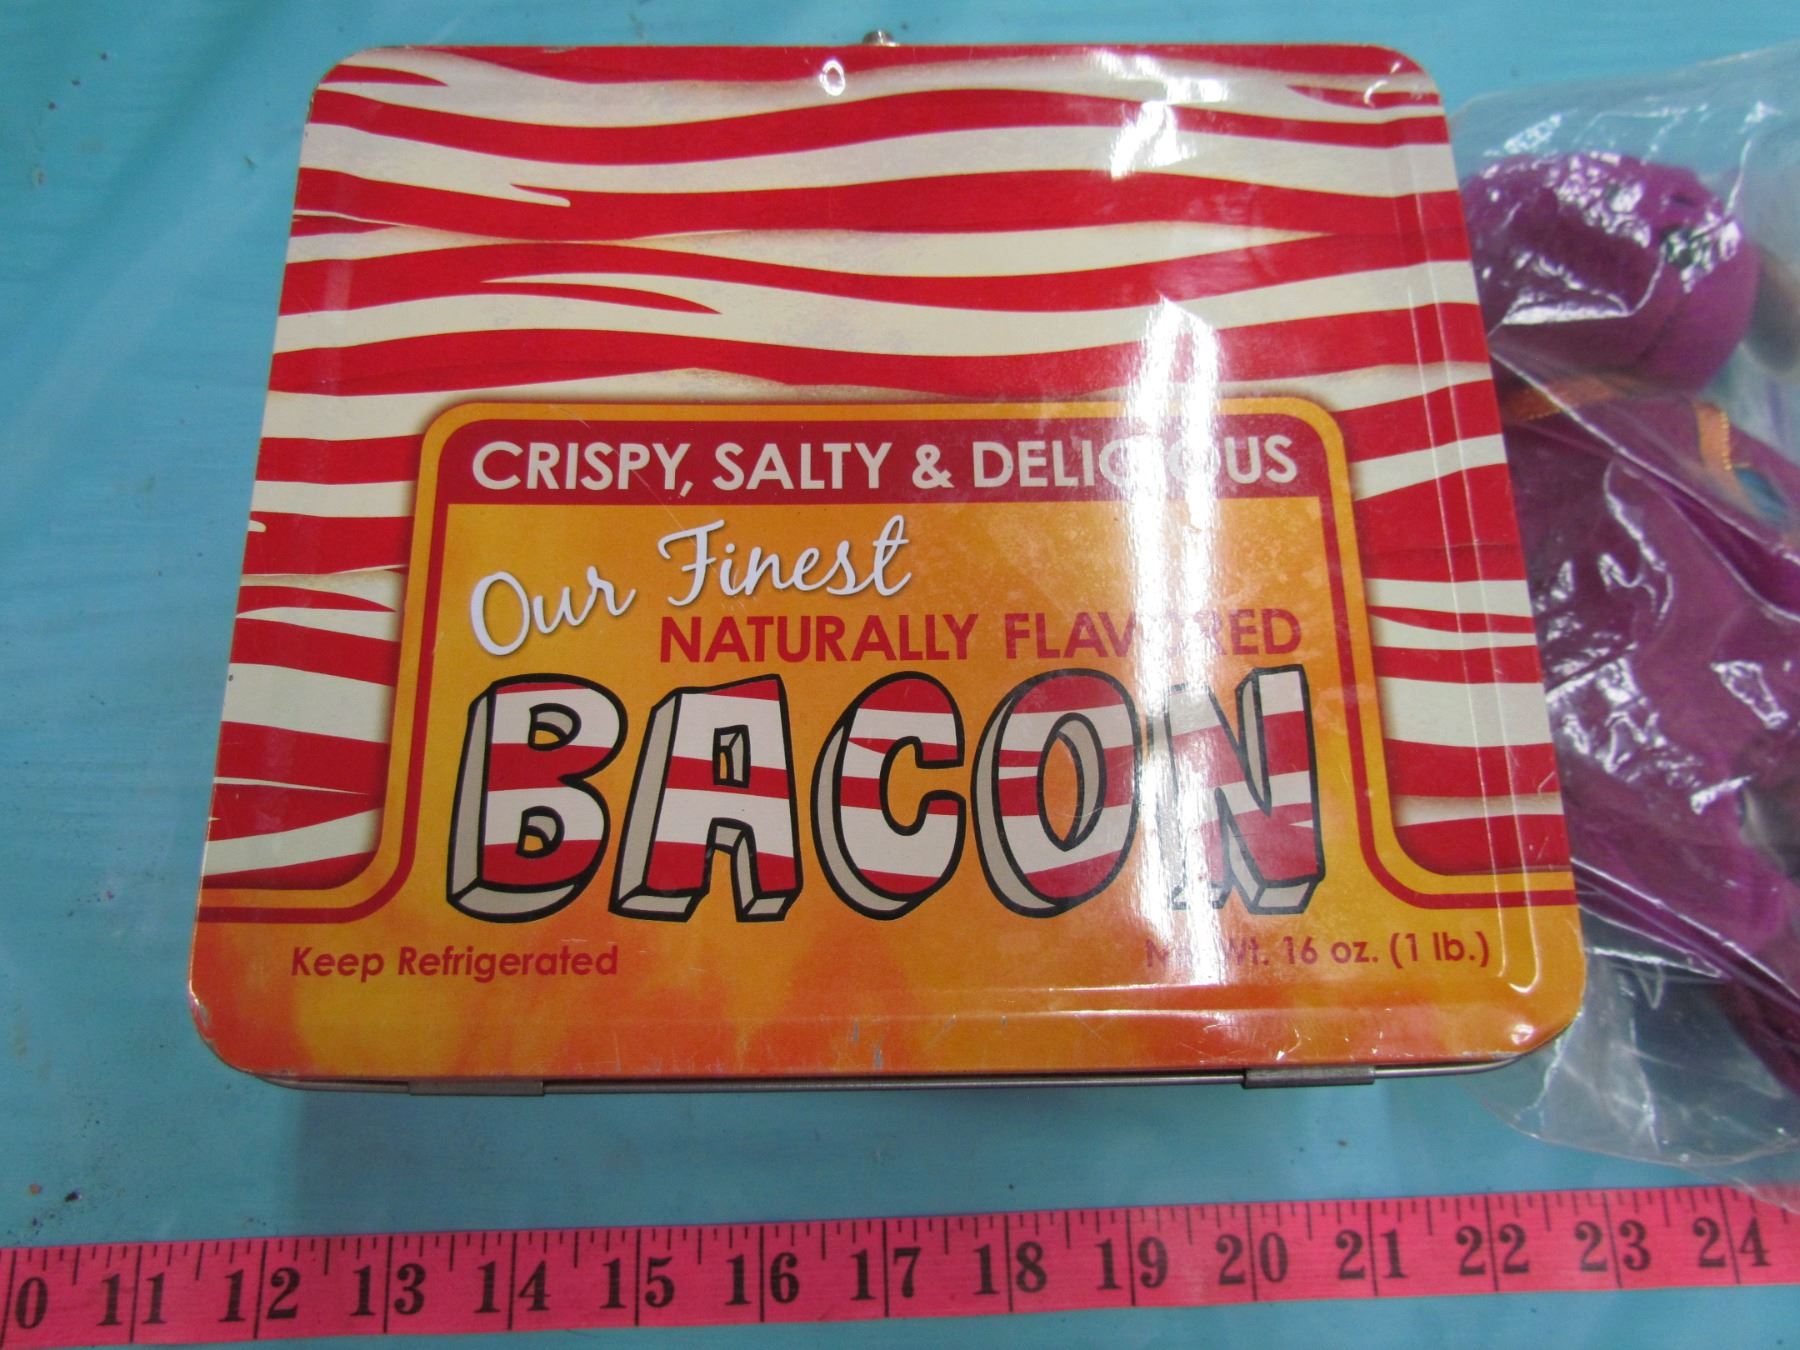 CRISPY, SALTY & DELICIOUS
Our Finest
NATURALLY FLAVORED
BACON
Keep Refrigerated
Net Wt. 16 oz. (1 lb.)
0 11 12 13 14 15 16 17 18 19 20 21 22 23 24